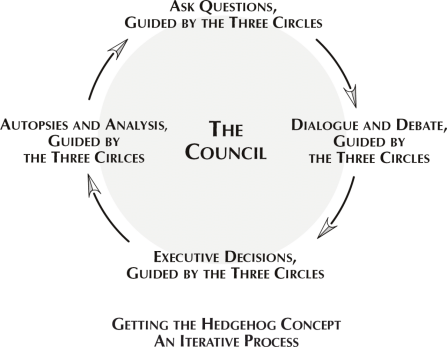 Ask Questions,
Guided by the Three Circles
Autopsies and Analysis,
Guided by
the Three Cirlces
The
Council
Dialogue and Debate,
Guided by
the Three Circles
Executive Decisions,
Guided by the Three Circles
Getting the Hedgehog Concept
An Iterative Process